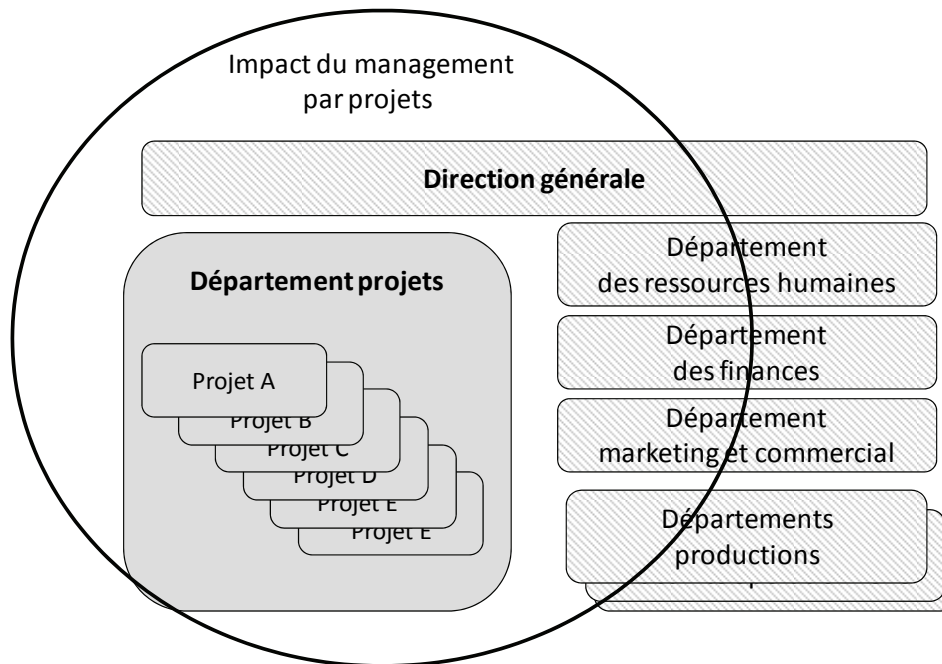 Impact du management
par projets
Direction générale
Département projets
Projet A
Projet B
Projet C
Projet D
Projet E
Projet E
Département
des ressources humaines
Département
des finances
Département
marketing et commercial
Départements
productions